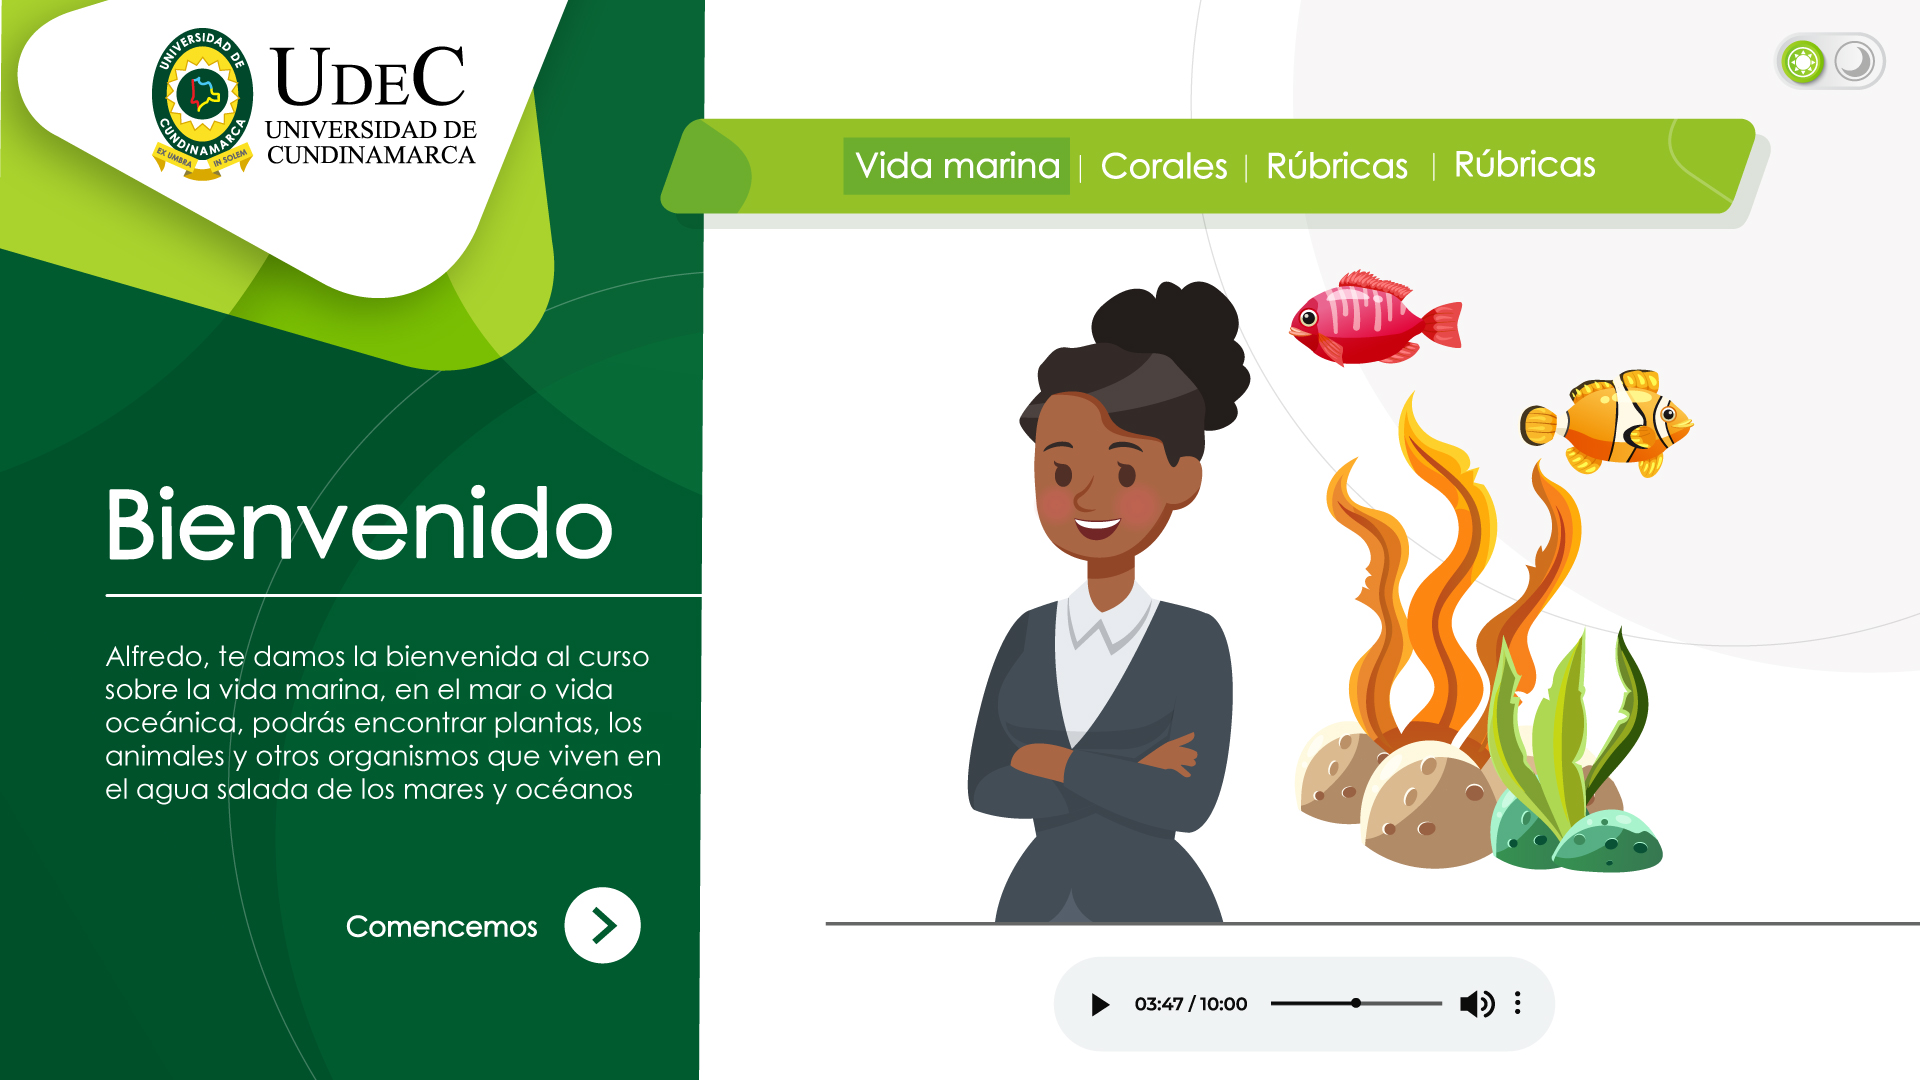 UNIVERSIDAD DE
CUNDINAMARCA
EX UMBRA IN SOLEM
UDEC
UNIVERSIDAD DE
CUNDINAMARCA
Vida marina | Corales | Rúbricas | Rúbricas
Bienvenido
Alfredo, te damos la bienvenida al curso
sobre la vida marina, en el mar o vida
oceánica, podrás encontrar plantas, los
animales y otros organismos que viven en
el agua salada de los mares y océanos
Comencemos
03:47 / 10:00